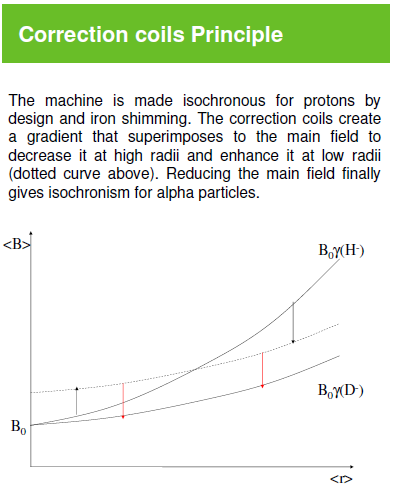 Correction coils Principle
The machine is made isochronous for protons by
design and iron shimming. The correction coils create
a gradient that superimposes to the main field to
decrease it at high radii and enhance it at low radii
(dotted curve above). Reducing the main field finally
gives isochronism for alpha particles.
<B>
B₀γ(H⁻)
B₀γ(D⁻)
B₀
<r>